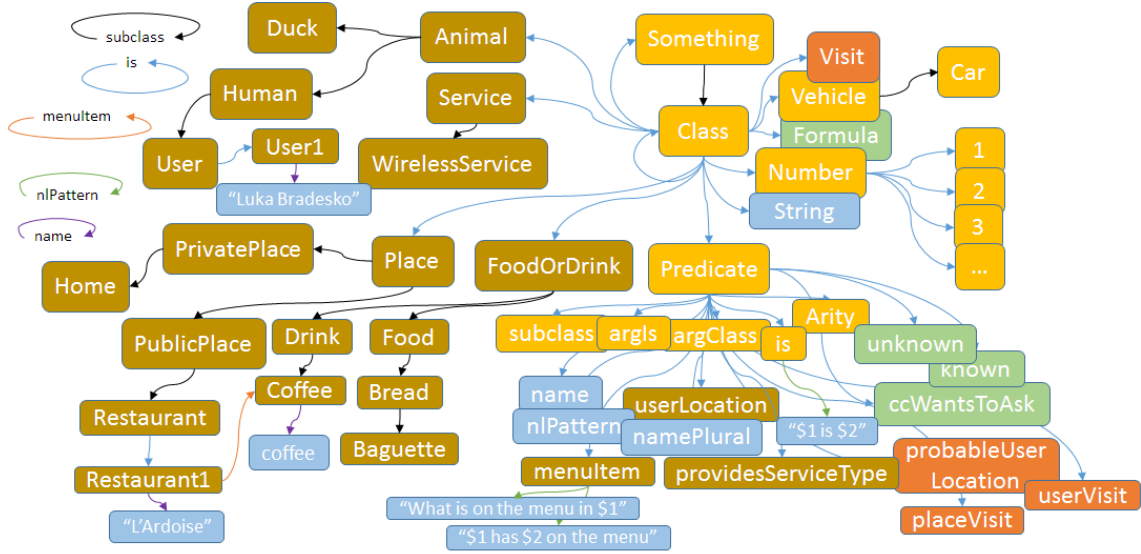 subclass
is
menuItem
nlPattern
name
Duck
Animal
Something
Visit
Car
Vehicle
Human
Service
Class
Formula
User
User1
WirelessService
Number
1
2
3
...
"Luka Bradesko"
String
PrivatePlace
Place
FoodOrDrink
Predicate
Home
PublicPlace
Drink
Food
subclass
argIs
argClass
is
Arity
unknown
known
Coffee
Bread
name
userLocation
ccWantsToAsk
Restaurant
coffee
Baguette
nlPattern
namePlural
"$1 is $2"
Restaurant1
menuItem
providesServiceType
probableUser
Location
userVisit
"L'Ardoise"
"What is on the menu in $1"
placeVisit
"$1 has $2 on the menu"